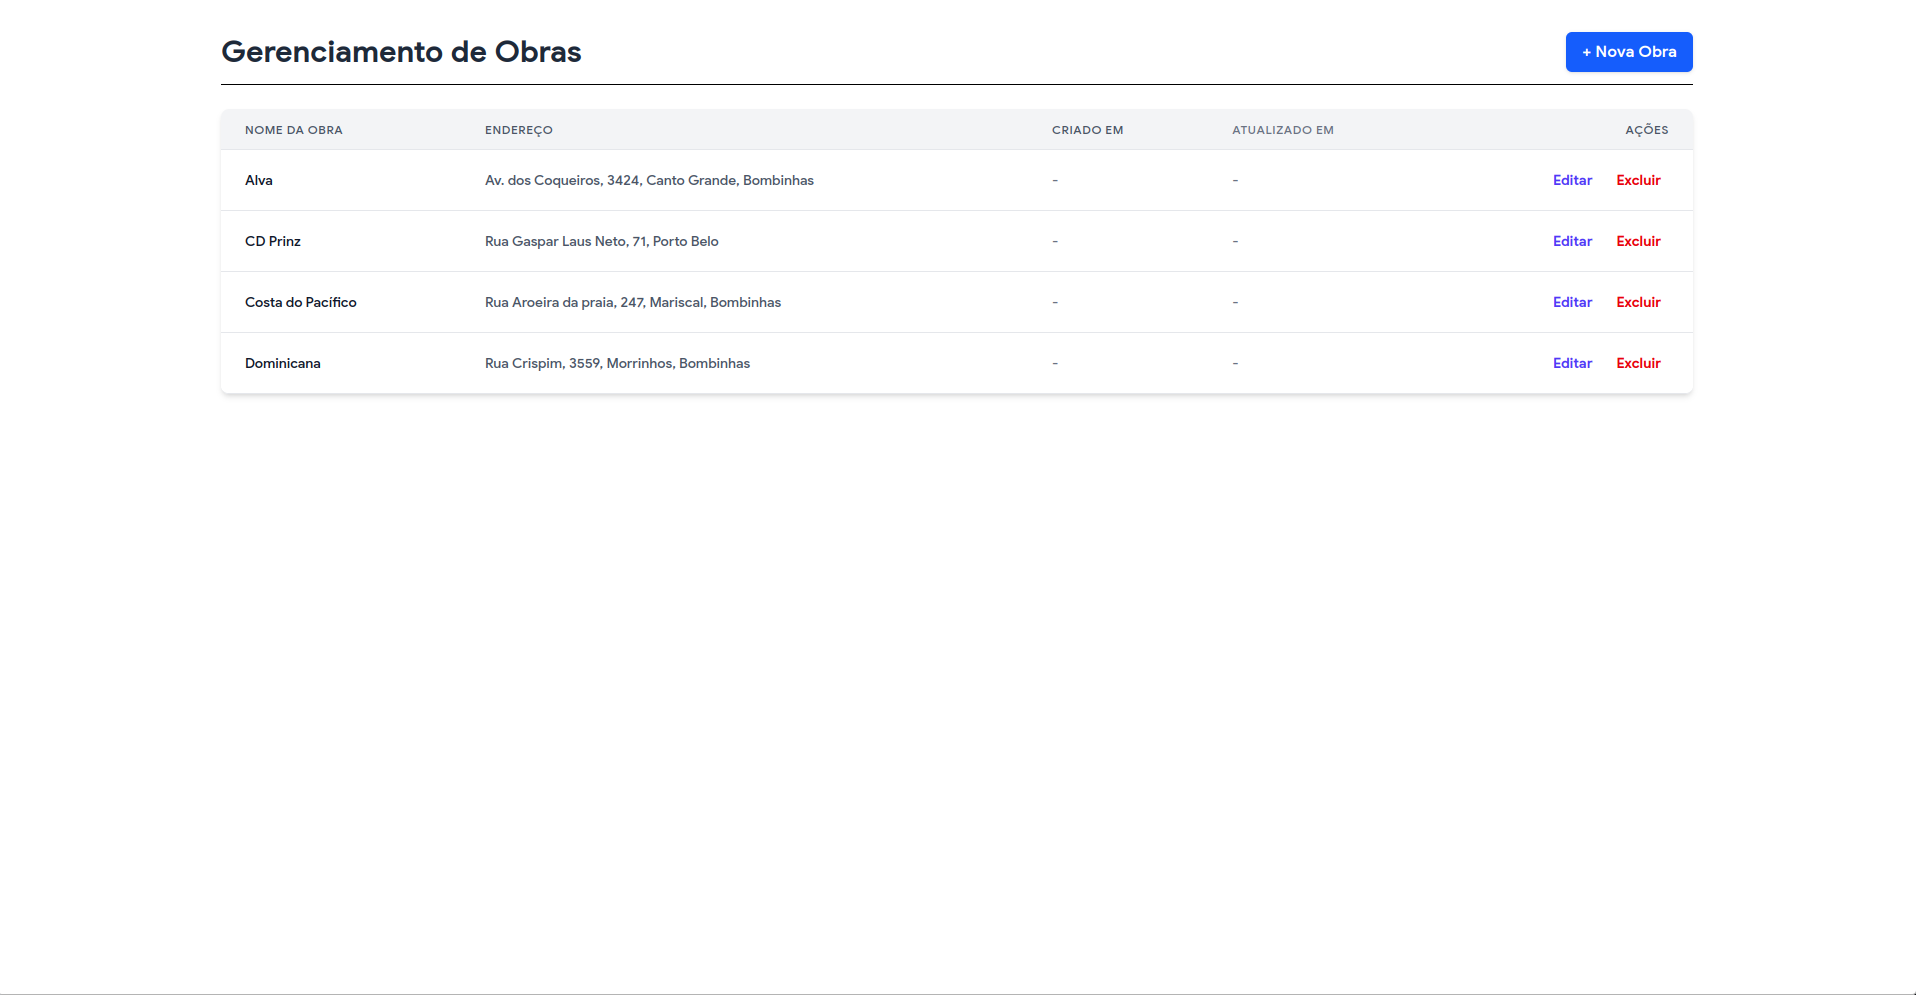 Gerenciamento de Obras
+ Nova Obra
NOME DA OBRA ENDEREÇO CRIADO EM ATUALIZADO EM AÇÕES
Alva Av. dos Coqueiros, 3424, Canto Grande, Bombinhas - - Editar Excluir
CD Prinz Rua Gaspar Laus Neto, 71, Porto Belo - - Editar Excluir
Costa do Pacífico Rua Aroeira da praia, 247, Mariscal, Bombinhas - - Editar Excluir
Dominicana Rua Crispim, 3559, Morrinhos, Bombinhas - - Editar Excluir